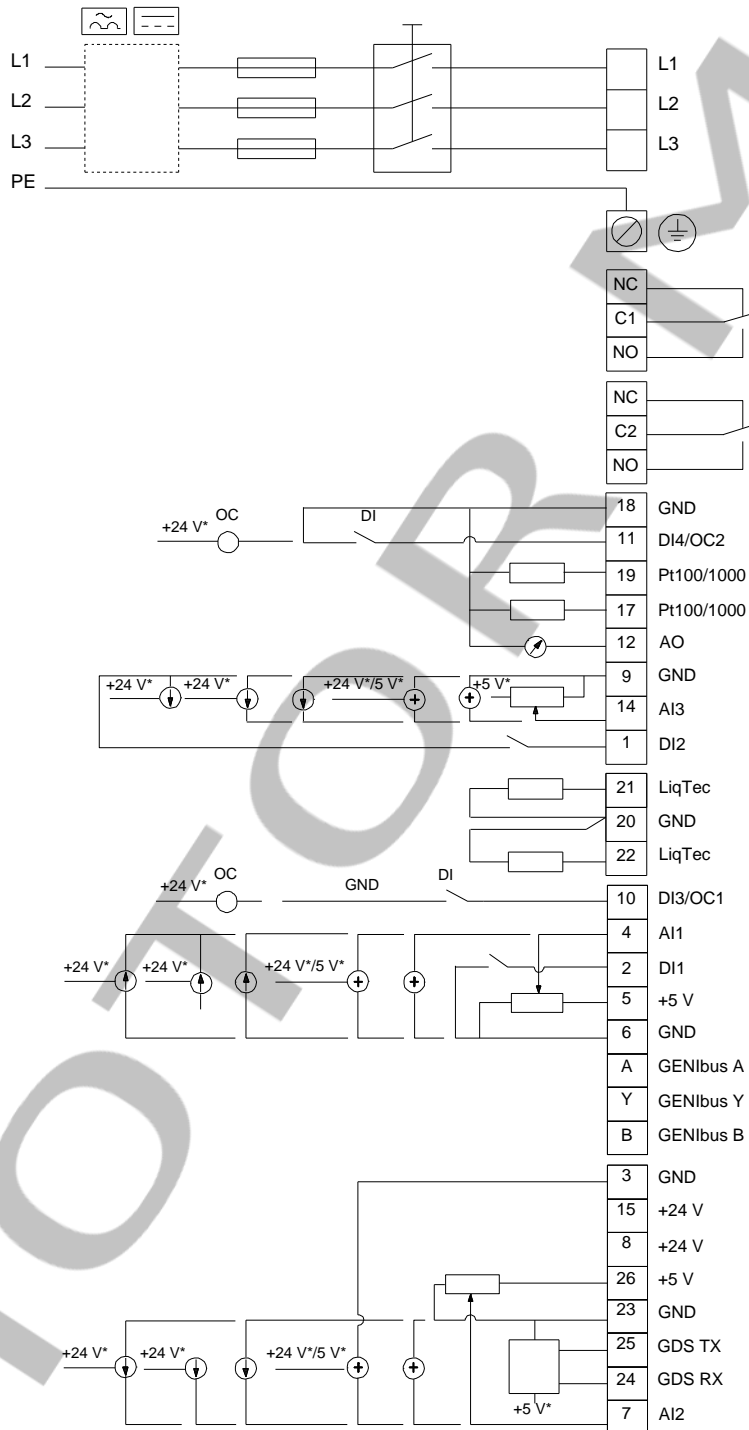 L1 L1
L2 L2
L3 L3
PE
NC
C1
NO
NC
C2
NO
18 GND
+24 V* OC DI 11 DI4/OC2
19 Pt100/1000
17 Pt100/1000
12 AO
9 GND
+24 V* +24 V* +24 V*/5 V* +5 V*
14 AI3
1 DI2
21 LiqTec
20 GND
22 LiqTec
+24 V* OC GND DI 10 DI3/OC1
4 AI1
+24 V* +24 V* +24 V*/5 V* 2 DI1
5 +5 V
6 GND
A GENIbus A
Y GENIbus Y
B GENIbus B
3 GND
15 +24 V
8 +24 V
26 +5 V
23 GND
25 GDS TX
+24 V* +24 V* +24 V*/5 V*
24 GDS RX
+5 V* 7 AI2